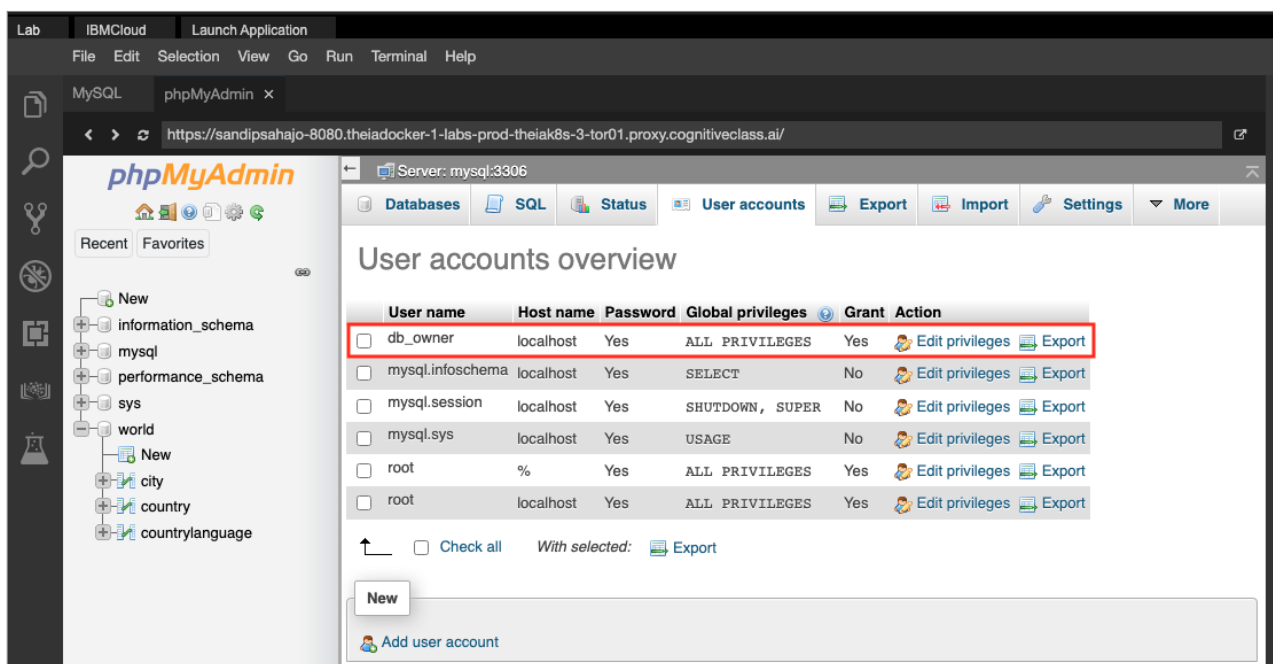 Lab IBMCloud Launch Application
File Edit Selection View Go Run Terminal Help
MySQL phpMyAdmin ×
https://sandipsahajo-8080.theiadocker-1-labs-prod-theiak8s-3-tor01.proxy.cognitiveclass.ai/
phpMyAdmin
Recent Favorites
New
information_schema
mysql
performance_schema
sys
world
New
city
country
countrylanguage
Server: mysql:3306
Databases SQL Status User accounts Export Import Settings More
User accounts overview
User name Host name Password Global privileges Grant Action
db_owner localhost Yes ALL PRIVILEGES Yes Edit privileges Export
mysql.infoschema localhost Yes SELECT No Edit privileges Export
mysql.session localhost Yes SHUTDOWN, SUPER No Edit privileges Export
mysql.sys localhost Yes USAGE No Edit privileges Export
root % Yes ALL PRIVILEGES Yes Edit privileges Export
root localhost Yes ALL PRIVILEGES Yes Edit privileges Export
Check all With selected: Export
New
Add user account